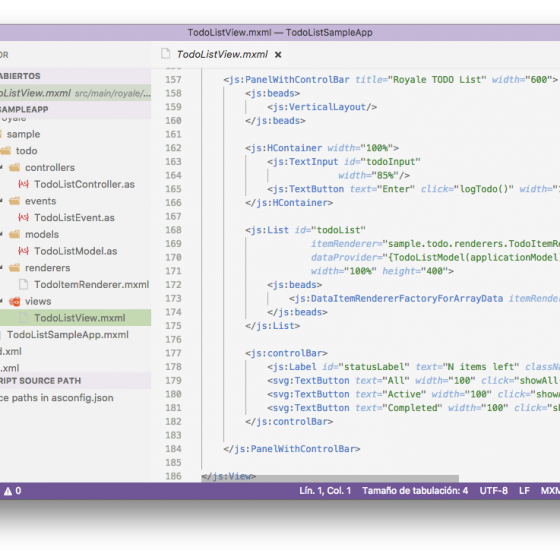 TodoListView.mxml — TodoListSampleApp
OR
TodoListView.mxml ×
ABIERTOS
oListView.mxml src/main/royale/...
SAMPLEAPP
royale
sample
todo
controllers
TodoListController.as
events
TodoListEvent.as
models
TodoListModel.as
renderers
TodoItemRenderer.mxml
views
TodoListView.mxml
TodoListSampleApp.mxml
d.xml
.xml
RIPT SOURCE PATH
ce paths in asconfig.json
157 <js:PanelWithControlBar title="Royale TODO List" width="600">
158 <js:beads>
159 <js:VerticalLayout/>
160 </js:beads>
161
162 <js:HContainer width="100%">
163 <js:TextInput id="todoInput"
164 width="85%"/>
165 <js:TextButton text="Enter" click="logTodo()" width="
166 </js:HContainer>
167
168 <js:List id="todoList"
169 itemRenderer="sample.todo.renderers.TodoItemRe
170 dataProvider="{TodoListModel(applicationModel
171 width="100%" height="400">
172 <js:beads>
173 <js:DataItemRendererFactoryForArrayData itemRender
174 </js:beads>
175 </js:List>
176
177 <js:controlBar>
178 <js:Label id="statusLabel" text="N items left" classNa
179 <svg:TextButton text="All" width="100" click="showAll
180 <svg:TextButton text="Active" width="100" click="showA
181 <svg:TextButton text="Completed" width="100" click="sh
182 </js:controlBar>
183
184 </js:PanelWithControlBar>
185
186 </js:View>
0 Lín. 1, Col. 1 Tamaño de tabulación: 4 UTF-8 LF MXM